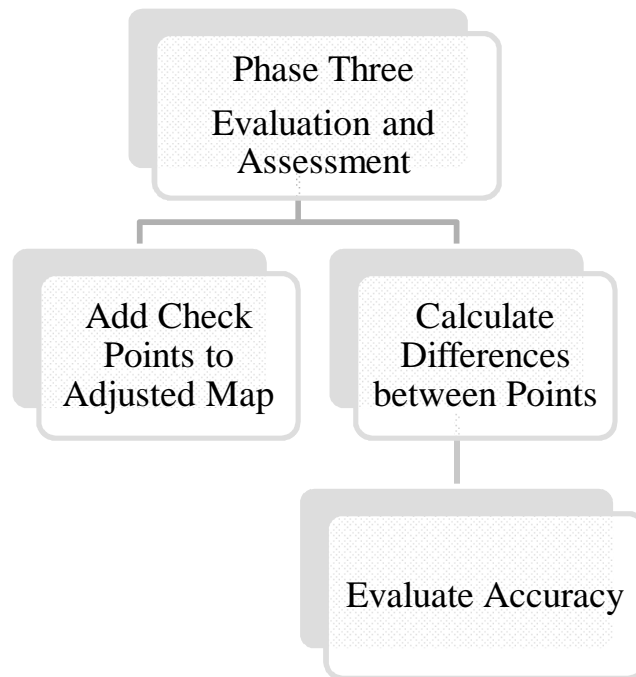 Phase Three
Evaluation and
Assessment
Add Check
Points to
Adjusted Map
Calculate
Differences
between Points
Evaluate Accuracy